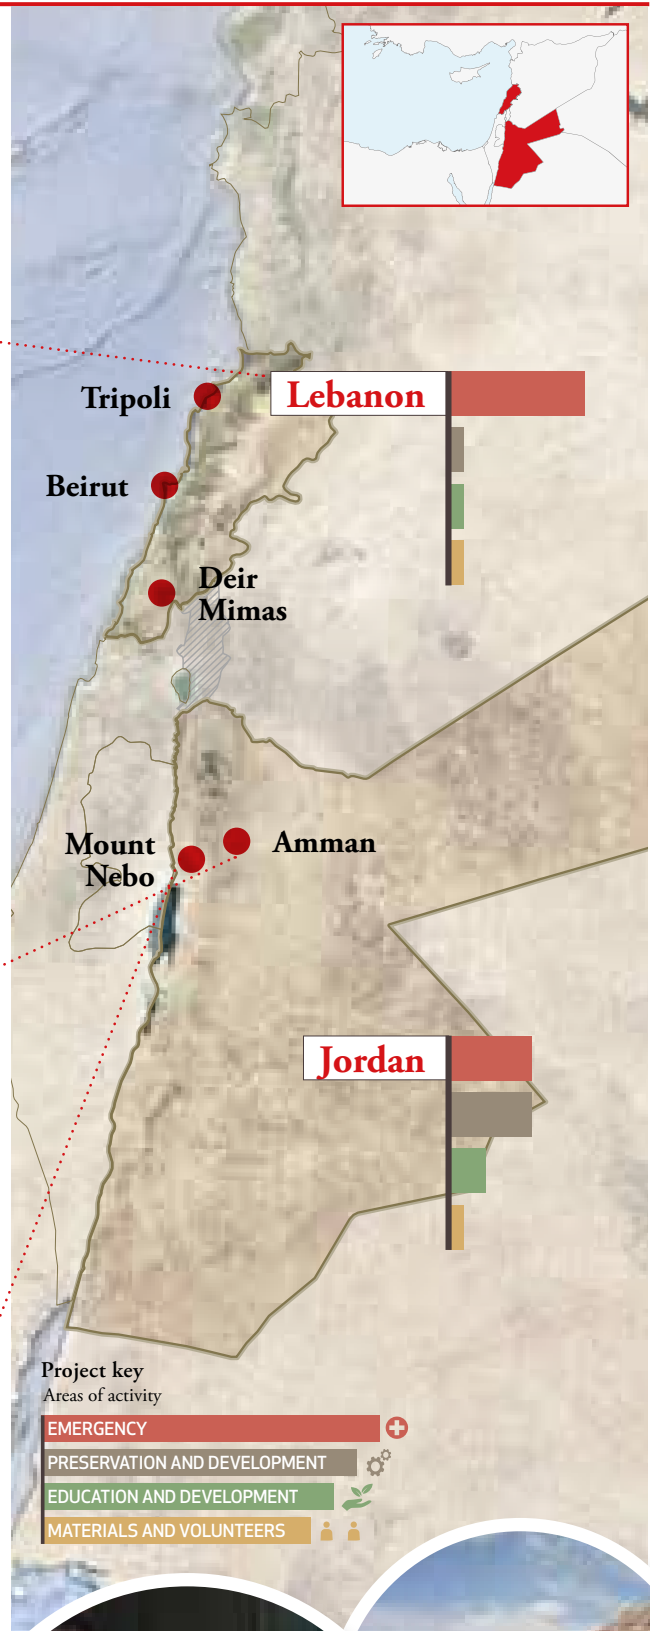 Lebanon
Tripoli
Beirut
Deir
Mimas
Mount
Nebo
Amman
Jordan
Project key
Areas of activity
EMERGENCY
PRESERVATION AND DEVELOPMENT
EDUCATION AND DEVELOPMENT
MATERIALS AND VOLUNTEERS